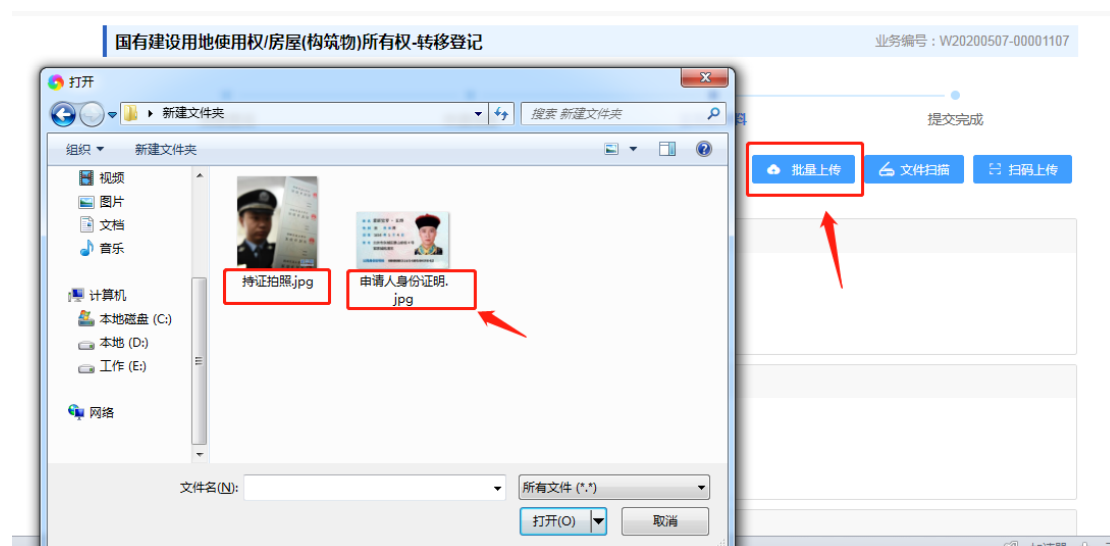 国有建设用地使用权/房屋(构筑物)所有权-转移登记
业务编号：W20200507-00001107
打开
新建文件夹
搜索 新建文件夹
料
提交完成
组织
新建文件夹
批量上传
文件扫描
扫码上传
视频
图片
文档
音乐
计算机
本地磁盘 (C:)
本地 (D:)
工作 (E:)
网络
持证拍照.jpg
申请人身份证明.
jpg
文件名(N):
所有文件 (*.*)
打开(O)
取消